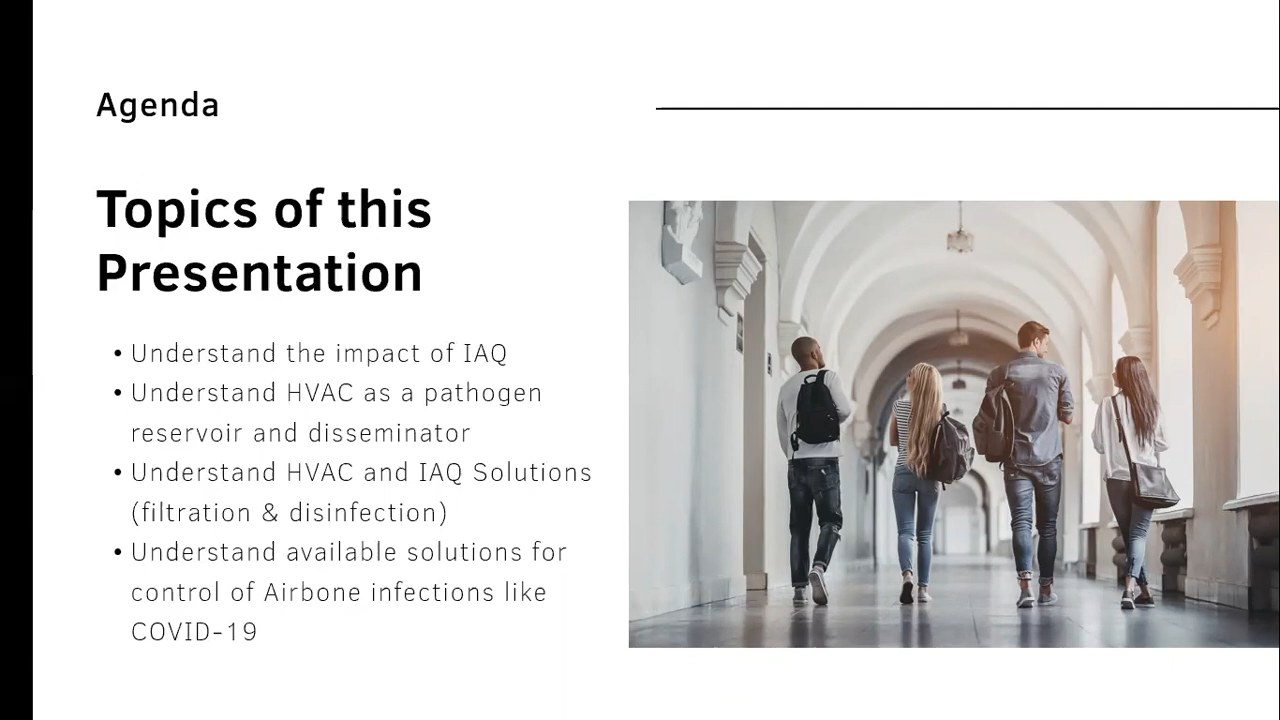 Agenda
Topics of this
Presentation
• Understand the impact of IAQ
• Understand HVAC as a pathogen
reservoir and disseminator
• Understand HVAC and IAQ Solutions
(filtration & disinfection)
• Understand available solutions for
control of Airbone infections like
COVID-19